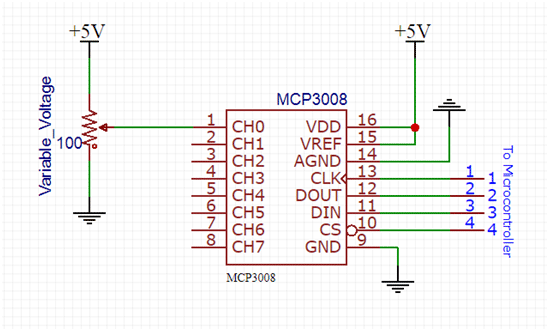 +5V
+5V
Variable_Voltage
100
MCP3008
1 CH0 VDD 16
2 CH1 VREF 15
3 CH2 AGND 14
4 CH3 CLK 13 1 1
5 CH4 DOUT 12 2 2
6 CH5 DIN 11 3 3
7 CH6 CS 10 4 4
8 CH7 GND 9
To Microcontroller
MCP3008